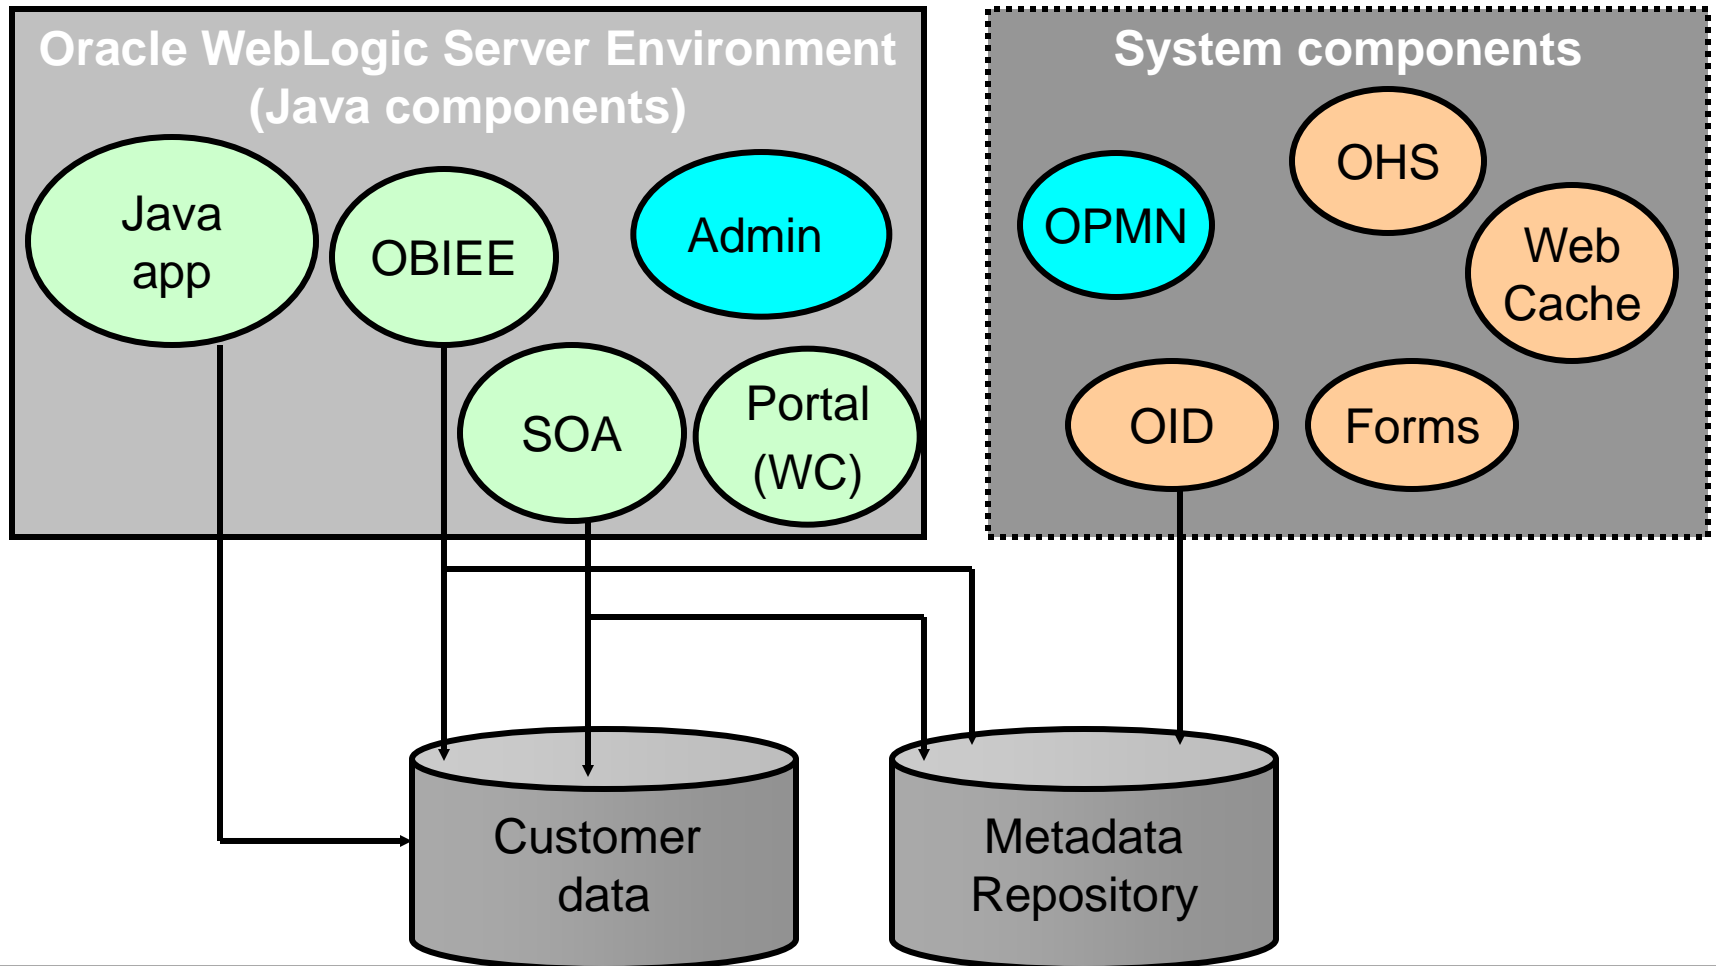 Oracle WebLogic Server Environment
(Java components)
Java
app
OBIEE
Admin
SOA
Portal
(WC)
System components
OPMN
OHS
Web
Cache
OID
Forms
Customer
data
Metadata
Repository